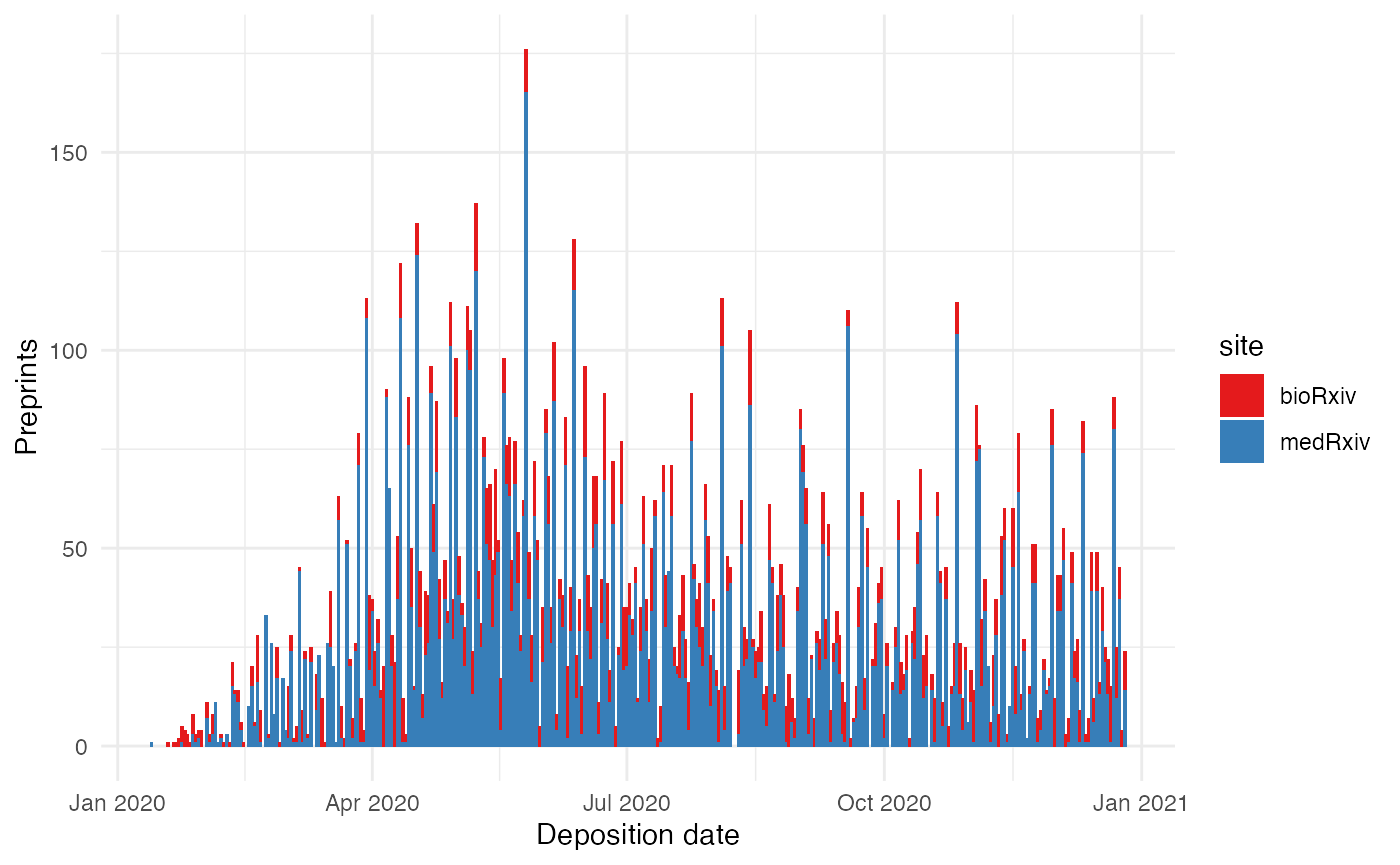 150
100
50
0
Preprints
Jan 2020
Apr 2020
Jul 2020
Oct 2020
Jan 2021
Deposition date
site
bioRxiv
medRxiv